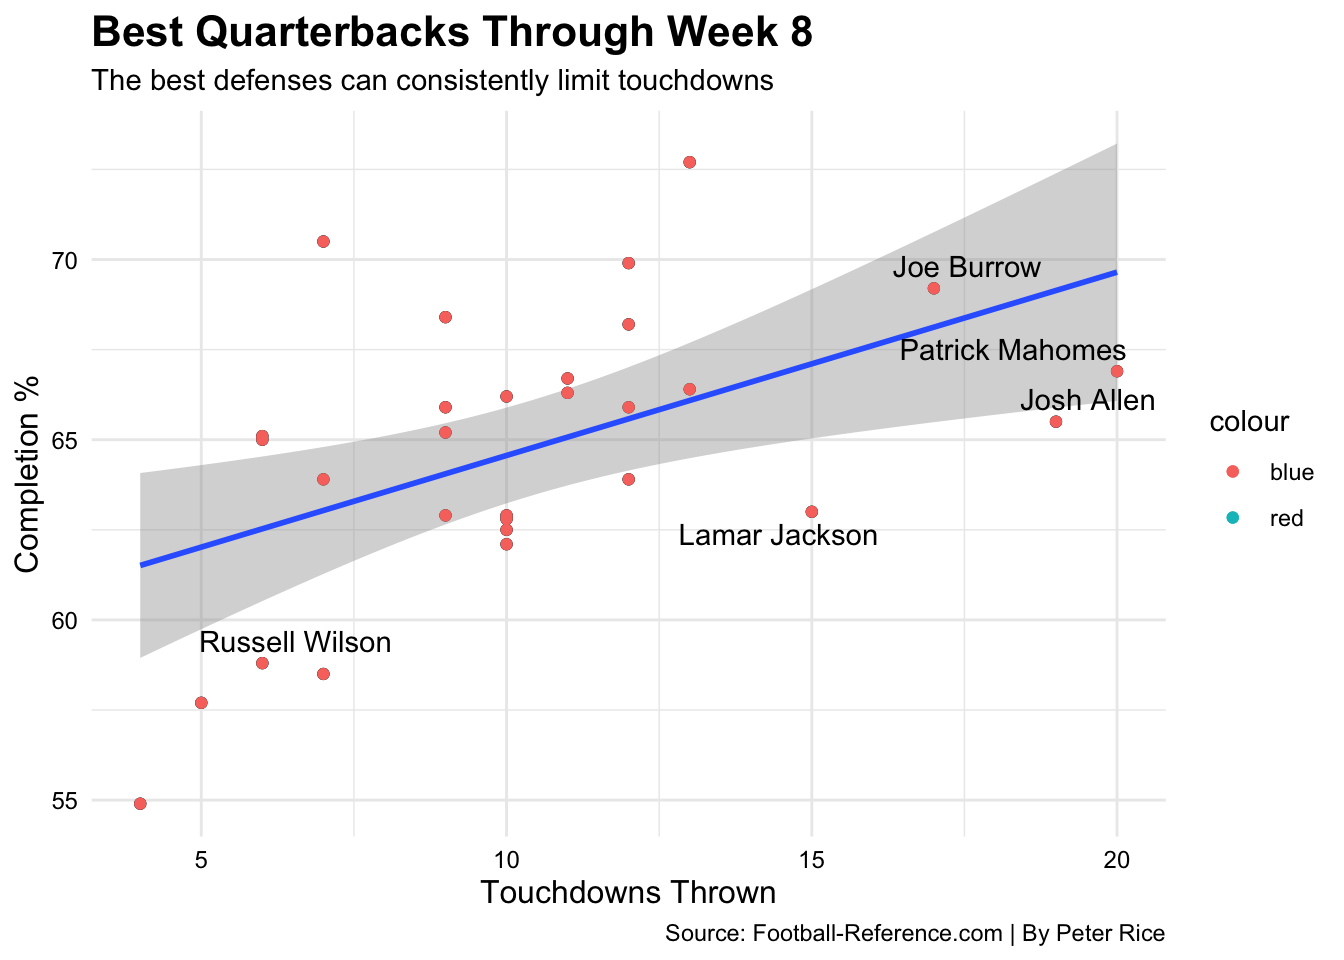 Best Quarterbacks Through Week 8
The best defenses can consistently limit touchdowns
Completion %
70
65
60
55
Joe Burrow
Patrick Mahomes
Josh Allen
Lamar Jackson
Russell Wilson
colour
blue
red
5 10 15 20
Touchdowns Thrown
Source: Football-Reference.com | By Peter Rice